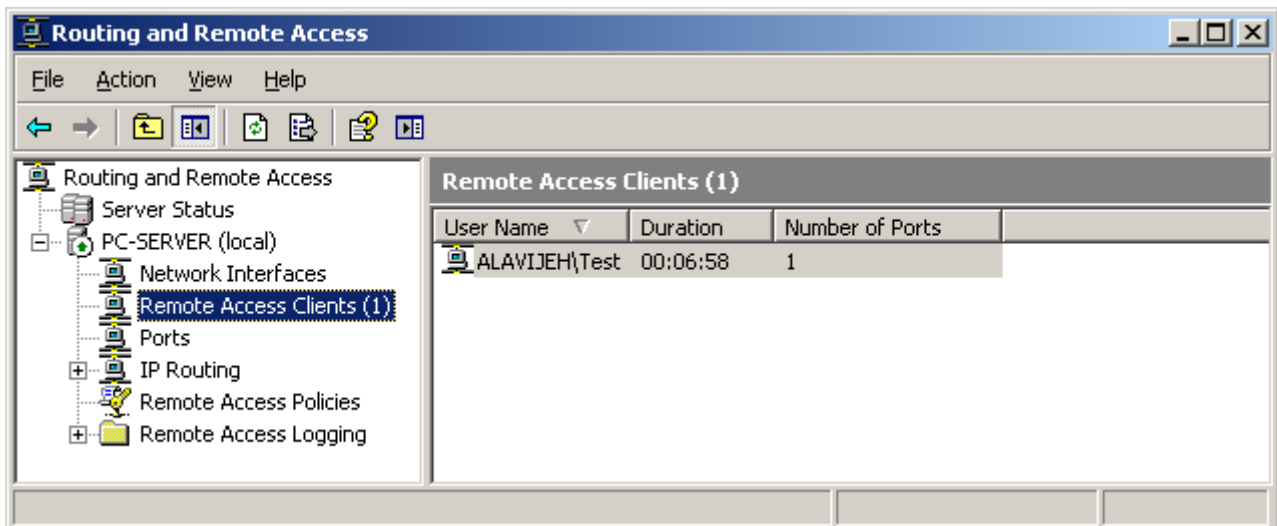 Routing and Remote Access
File Action View Help
Routing and Remote Access
Server Status
PC-SERVER (local)
Network Interfaces
Remote Access Clients (1)
Ports
IP Routing
Remote Access Policies
Remote Access Logging
Remote Access Clients (1)
User Name Duration Number of Ports
ALAVIJEH\Test 00:06:58 1